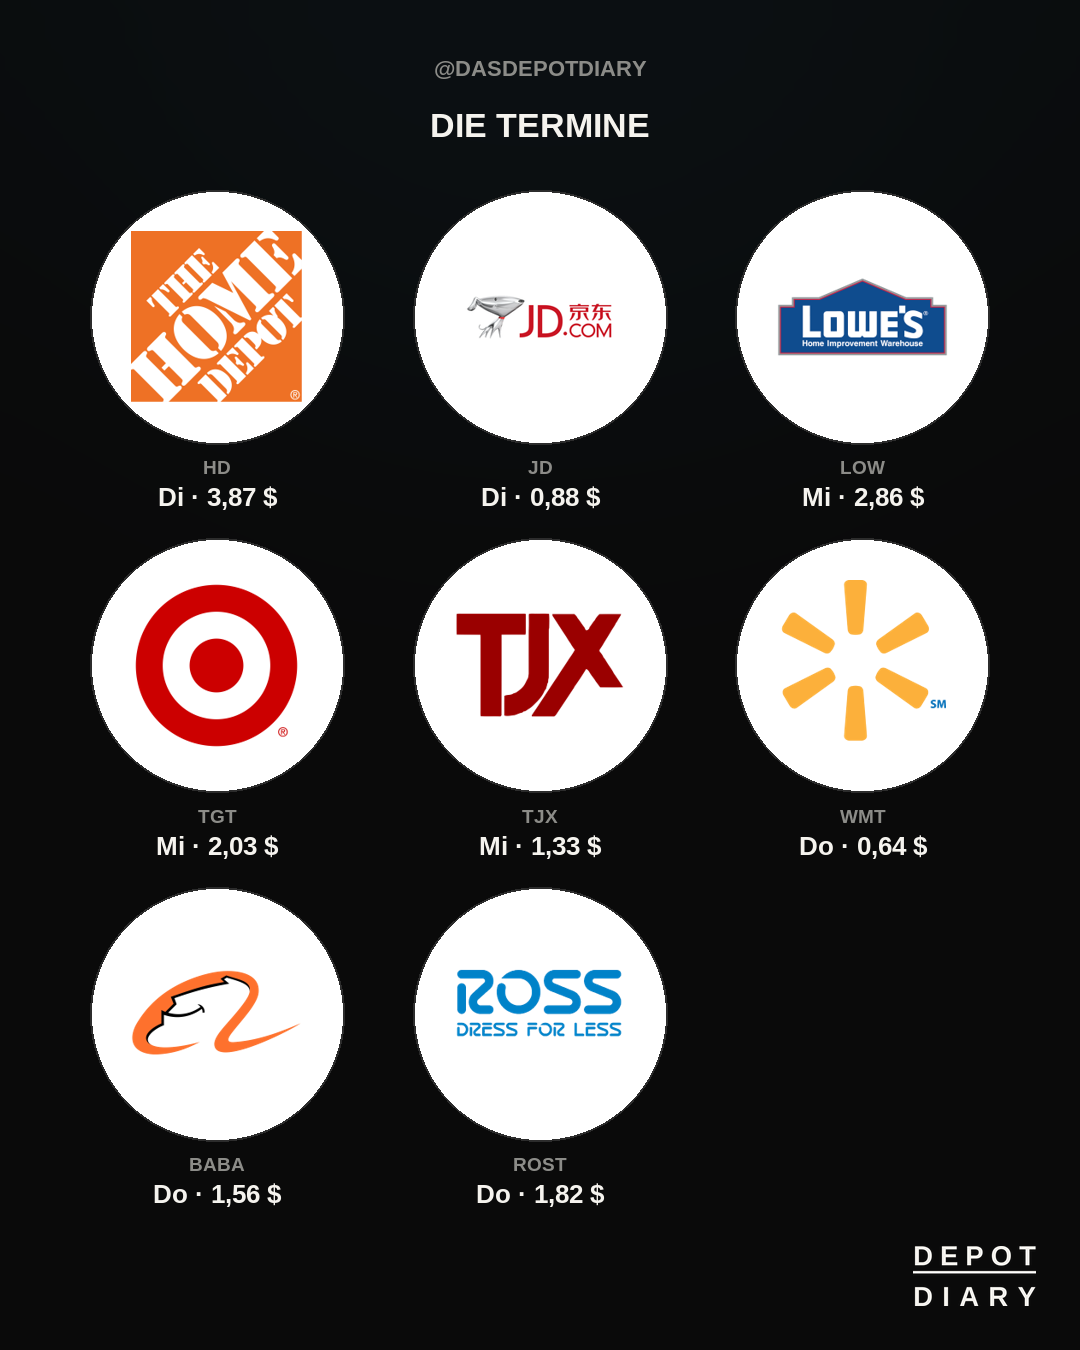 @DASDEPOTDIARY
DIE TERMINE
THE
HOME
DEPOT
®
JD
.COM
京东
LOWE'S
®
Home Improvement Warehouse
HD
Di · 3,87 $
JD
Di · 0,88 $
LOW
Mi · 2,86 $
®
TJX
SM
TGT
Mi · 2,03 $
TJX
Mi · 1,33 $
WMT
Do · 0,64 $
ROSS
DRESS FOR LESS
BABA
Do · 1,56 $
ROST
Do · 1,82 $
DEPOT
DIARY